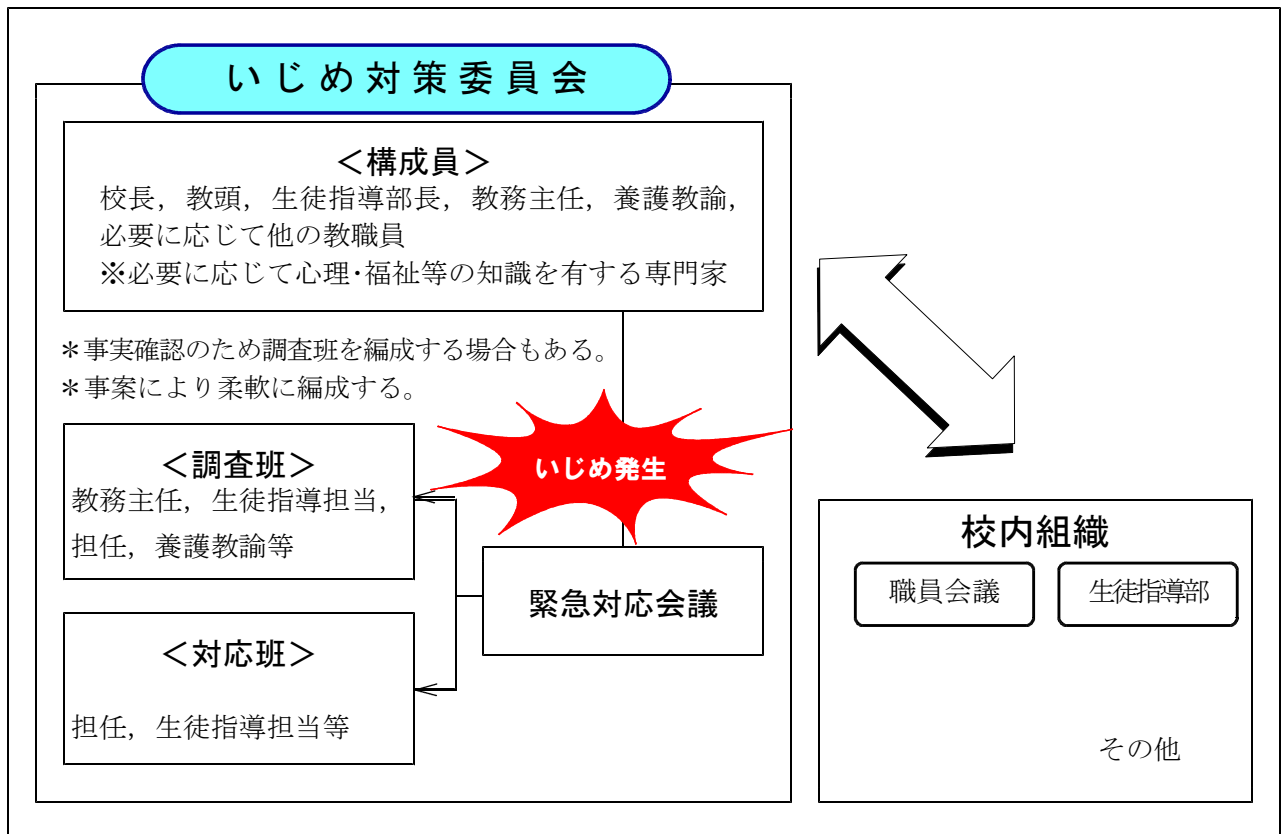 いじめ対策委員会
＜構成員＞
校長，教頭，生徒指導部長，教務主任，養護教諭，
必要に応じて他の教職員
※必要に応じて心理・福祉等の知識を有する専門家
＊事実確認のため調査班を編成する場合もある。
＊事案により柔軟に編成する。
いじめ発生
＜調査班＞
教務主任，生徒指導担当，
担任，養護教諭等
緊急対応会議
＜対応班＞
担任，生徒指導担当等
校内組織
職員会議
生徒指導部
その他